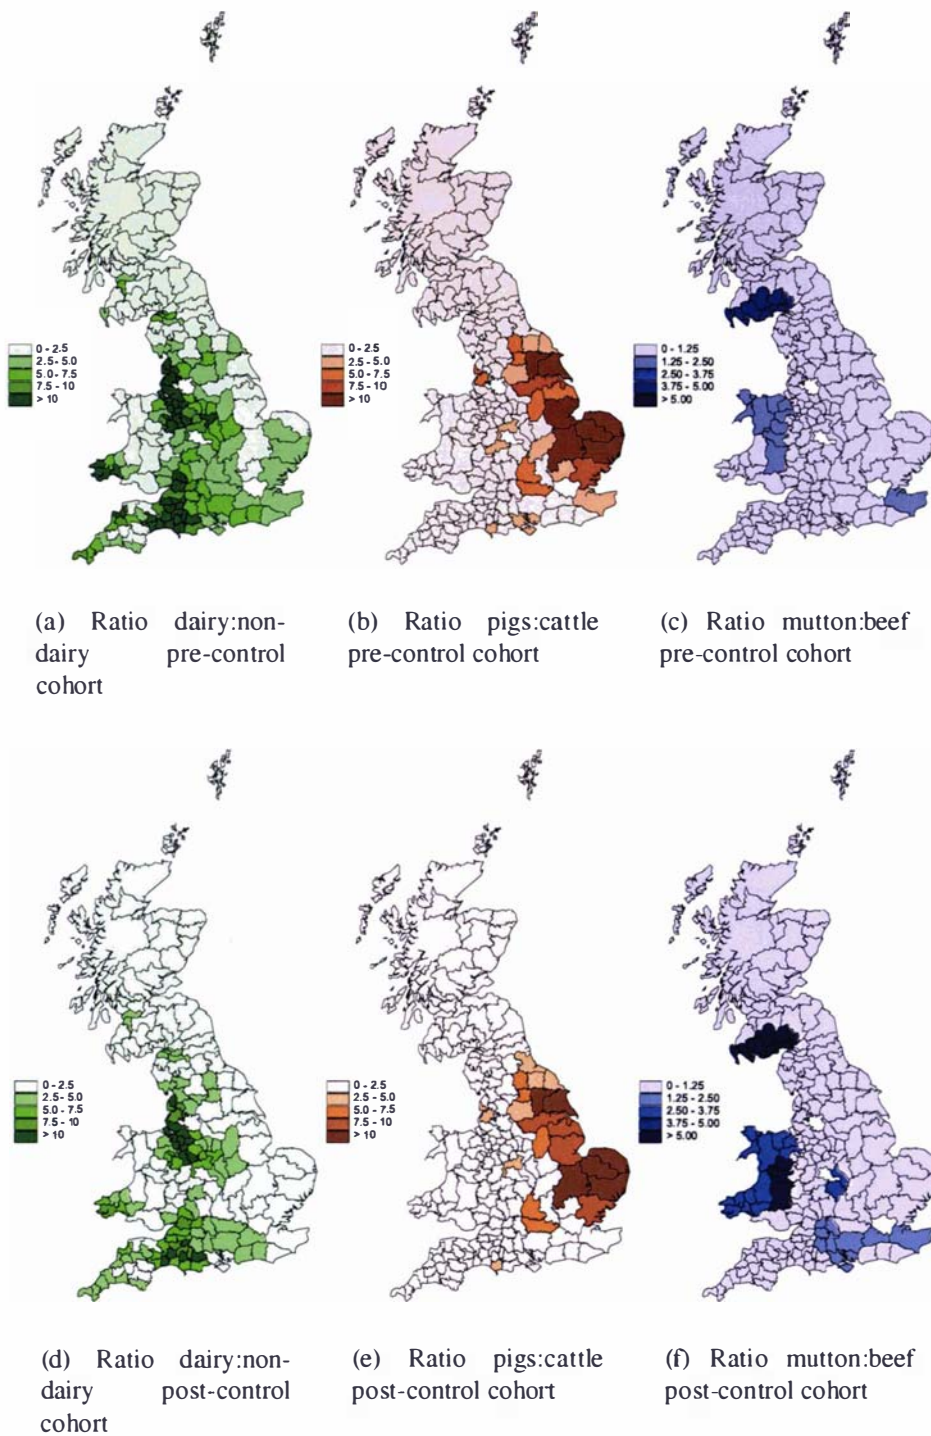 0 - 2.5
2.5 - 5.0
5.0 - 7.5
7.5 - 10
> 10
0 - 2.5
2.5 - 5.0
5.0 - 7.5
7.5 - 10
> 10
0 - 1.25
1.25 - 2.50
2.50 - 3.75
3.75 - 5.00
> 5.00
(a) Ratio dairy:non-
dairy pre-control
cohort
(b) Ratio pigs:cattle
pre-control cohort
(c) Ratio mutton:beef
pre-control cohort
0 - 2.5
2.5 - 5.0
5.0 - 7.5
7.5 - 10
> 10
0 - 2.5
2.5 - 5.0
5.0 - 7.5
7.5 - 10
> 10
0 - 1.25
1.25 - 2.50
2.50 - 3.75
3.75 - 5.00
> 5.00
(d) Ratio dairy:non-
dairy post-control
cohort
(e) Ratio pigs:cattle
post-control cohort
(f) Ratio mutton:beef
post-control cohort